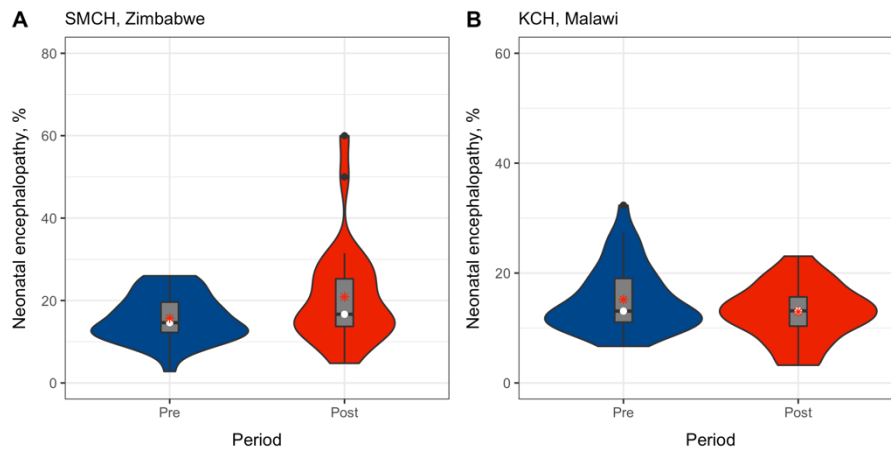 A SMCH, Zimbabwe
Neonatal encephalopathy, %
80
60
40
20
0
Pre Post
Period
B KCH, Malawi
Neonatal encephalopathy, %
60
40
20
0
Pre Post
Period